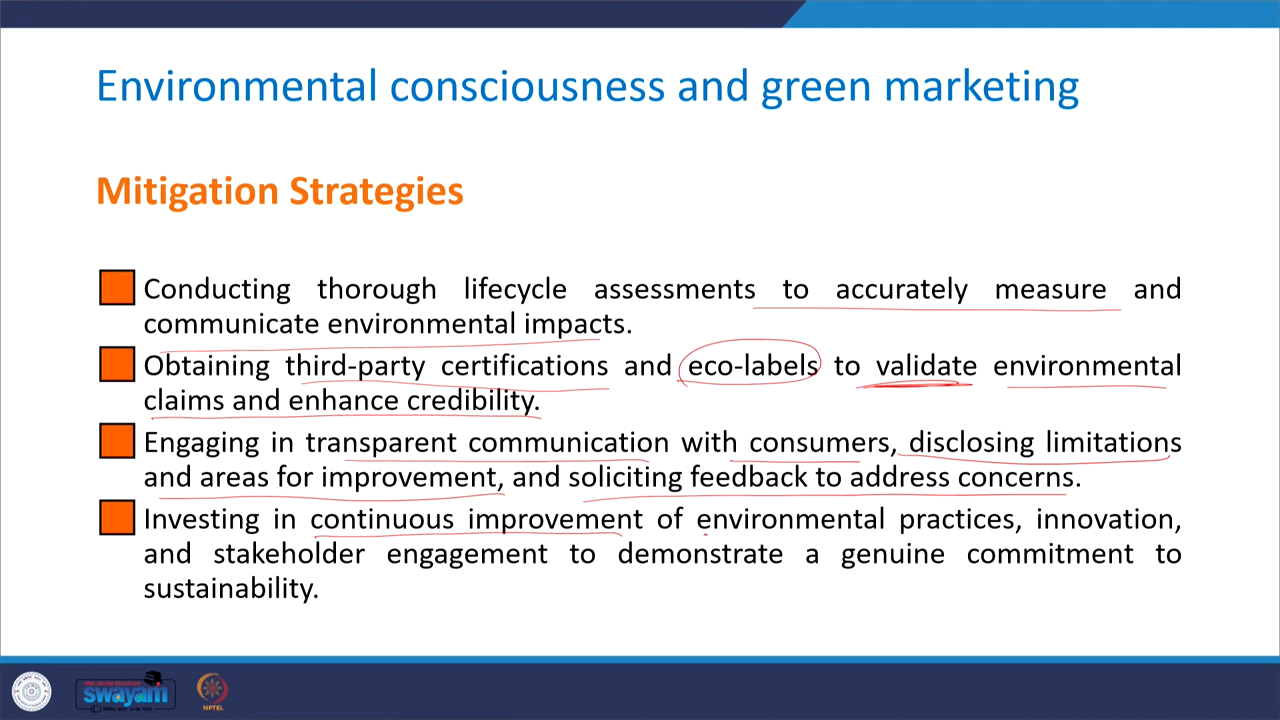 Environmental consciousness and green marketing
Mitigation Strategies
Conducting thorough lifecycle assessments to accurately measure and
communicate environmental impacts.
Obtaining third-party certifications and eco-labels to validate environmental
claims and enhance credibility.
Engaging in transparent communication with consumers, disclosing limitations
and areas for improvement, and soliciting feedback to address concerns.
Investing in continuous improvement of environmental practices, innovation,
and stakeholder engagement to demonstrate a genuine commitment to
sustainability.
swayam
NPTEL